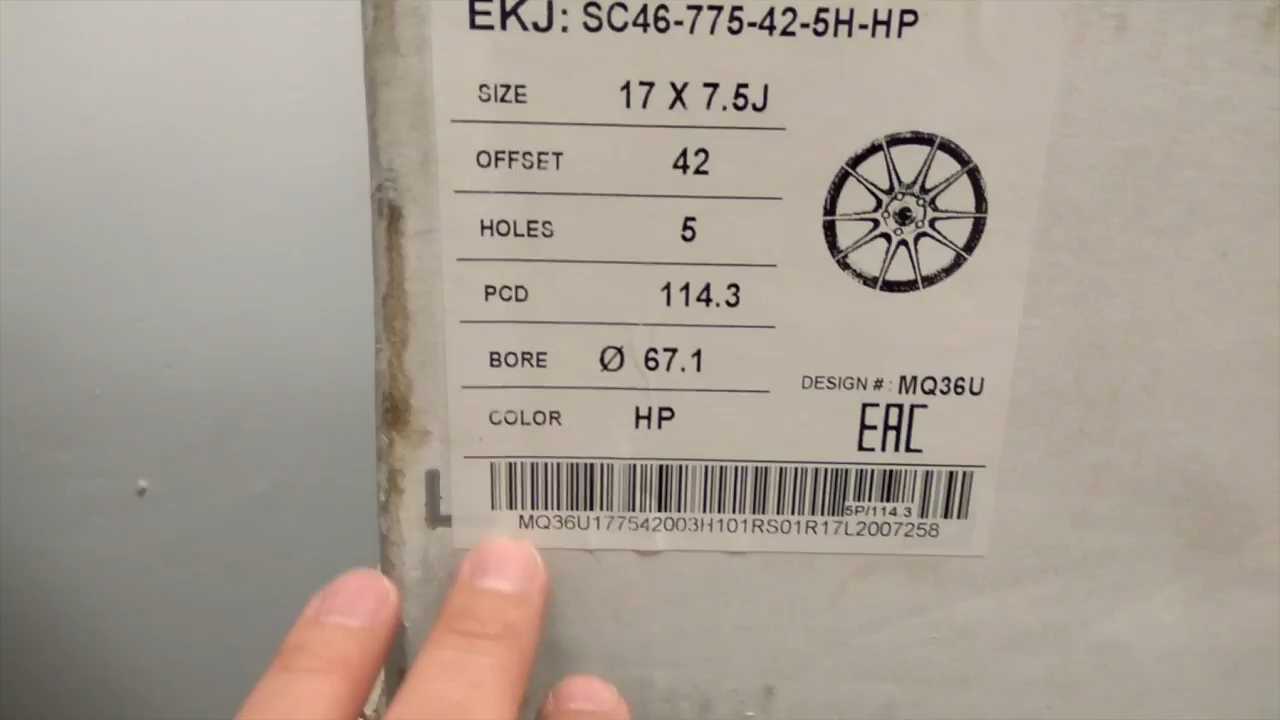 EKJ: SC46-775-42-5H-HP
SIZE 17 X 7.5J
OFFSET 42
HOLES 5
PCD 114.3
BORE Ø 67.1
DESIGN #: MQ36U
COLOR HP
EAC
5P/114.3
MQ36U177542003H101RS01R17L2007258
L